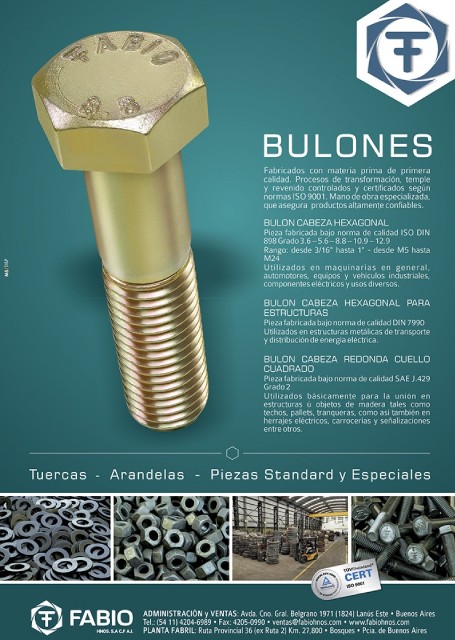 FABIO
8.8
BULONES
Fabricados con materia prima de primera
calidad. Procesos de transformación, temple
y revenido controlados y certificados según
normas ISO 9001. Mano de obra especializada,
que asegura productos altamente confiables.
BULON CABEZA HEXAGONAL
Pieza fabricada bajo norma de calidad ISO DIN
898 Grado 3.6 – 5.6 – 8.8 – 10.9 – 12.9
Rango: desde 3/16" hasta 1" - desde M5 hasta
M24
Utilizados en maquinarias en general,
automotores, equipos y vehículos industriales,
componentes eléctricos y usos diversos.
BULON CABEZA HEXAGONAL PARA
ESTRUCTURAS
Pieza fabricada bajo norma de calidad DIN 7990
Utilizados en estructuras metálicas de transporte
y distribución de energía eléctrica.
BULON CABEZA REDONDA CUELLO
CUADRADO
Pieza fabricada bajo norma de calidad SAE J.429
Grado 2
Utilizados básicamente para la unión en
estructuras ú objetos de madera tales como
techos, pallets, tranqueras, como asi también en
herrajes eléctricos, carrocerías y señalizaciones
entre otros.
Tuercas - Arandelas - Piezas Standard y Especiales
TÜVRheinland
CERT
ISO 9001
FABIO
HNOS. S.A.C.F.A.I.
ADMINISTRACIÓN y VENTAS: Avda. Cno. Gral. Belgrano 1971 (1824) Lanús Este • Buenos Aires
Tel.: (54 11) 4204-6989 • Fax: 4205-0990 • ventas@fabiohnos.com • www.fabiohnos.com
PLANTA FABRIL: Ruta Provincial 36 (ex Ruta 2) Km. 27,800 • Bosques • Pcia. de Buenos Aires